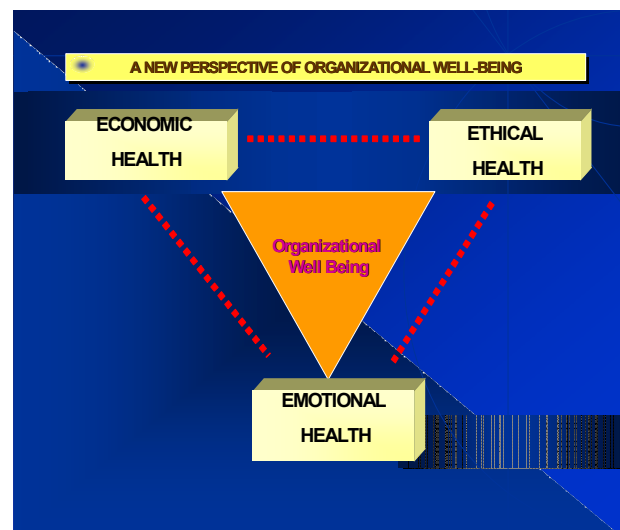 A NEW PERSPECTIVE OF ORGANIZATIONAL WELL-BEING
ECONOMIC
HEALTH
ETHICAL
HEALTH
Organizational
Well Being
EMOTIONAL
HEALTH